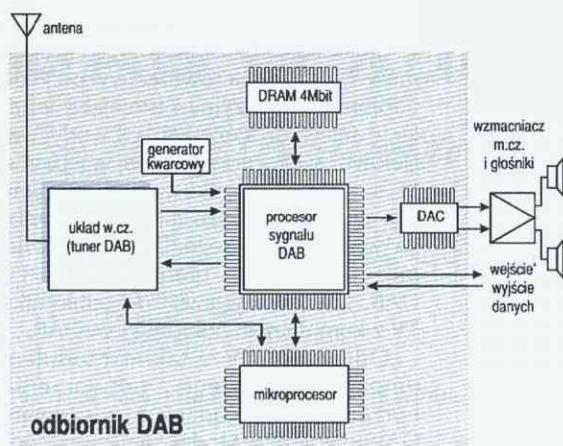 antena
DRAM 4Mbit
generator
kwarcowy
wzmacniacz
m.cz.
i głośniki
układ w.cz.
(tuner DAB)
procesor
sygnału
DAB
DAC
wejście'
wyjście
danych
mikroprocesor
odbiornik DAB